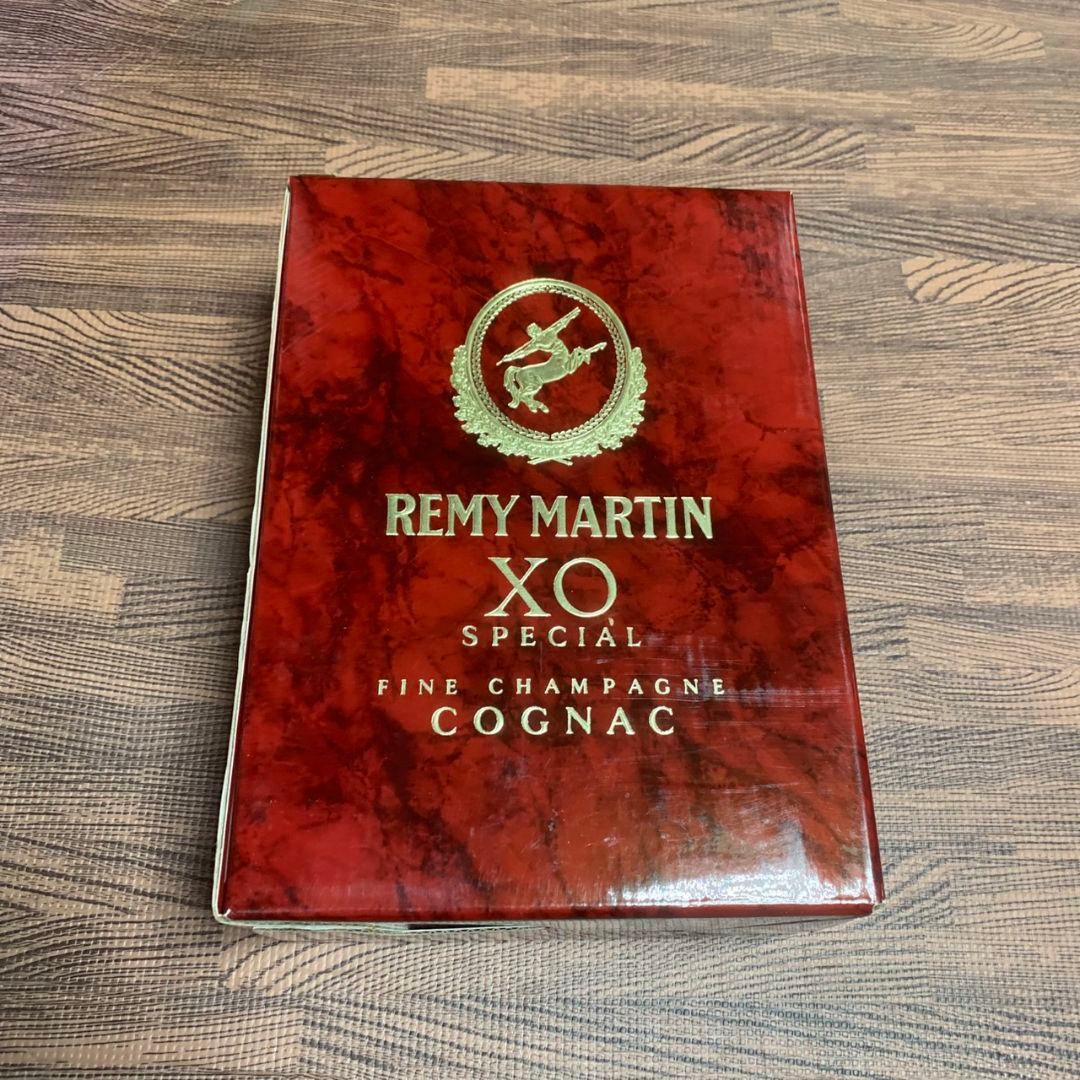 REMY MARTIN
XO
SPECIAL
FINE CHAMPAGNE
COGNAC